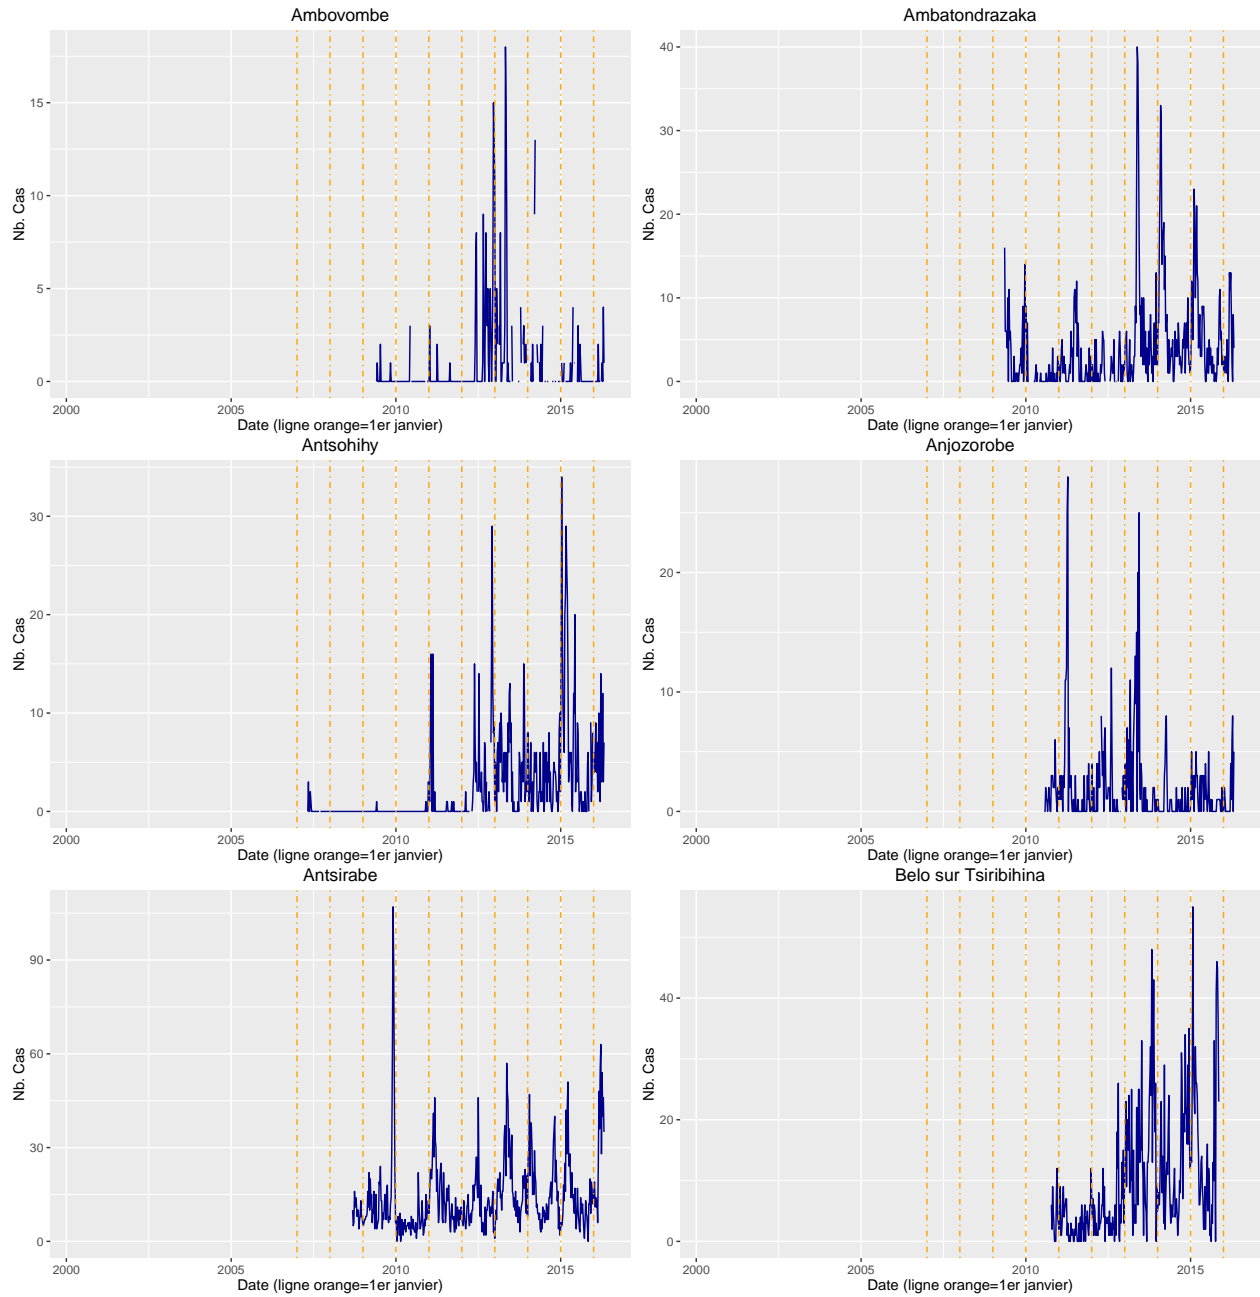 Ambovombe
Nb. Cas
15
10
5
0
2000 2005 2010 2015
Date (ligne orange=1er janvier)
Ambatondrazaka
Nb. Cas
40
30
20
10
0
2000 2005 2010 2015
Date (ligne orange=1er janvier)
Antsohihy
Nb. Cas
30
20
10
0
2000 2005 2010 2015
Date (ligne orange=1er janvier)
Anjozorobe
Nb. Cas
20
10
0
2000 2005 2010 2015
Date (ligne orange=1er janvier)
Antsirabe
Nb. Cas
90
60
30
0
2000 2005 2010 2015
Date (ligne orange=1er janvier)
Belo sur Tsiribihina
Nb. Cas
40
20
0
2000 2005 2010 2015
Date (ligne orange=1er janvier)